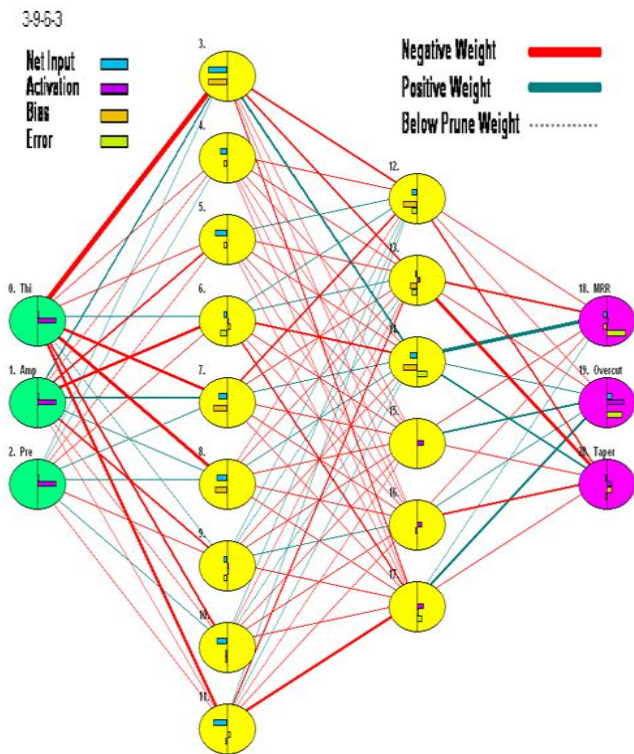 3-9-6-3
Net Input
Activation
Bias
Error
Negative Weight
Positive Weight
Below Prune Weight
3.
4.
5.
6.
7.
8.
9.
10.
11.
12.
13.
14.
15.
16.
17.
0. Thi
1. Amp
2. Pre
18. MRR
19. Overcut
20. Taper